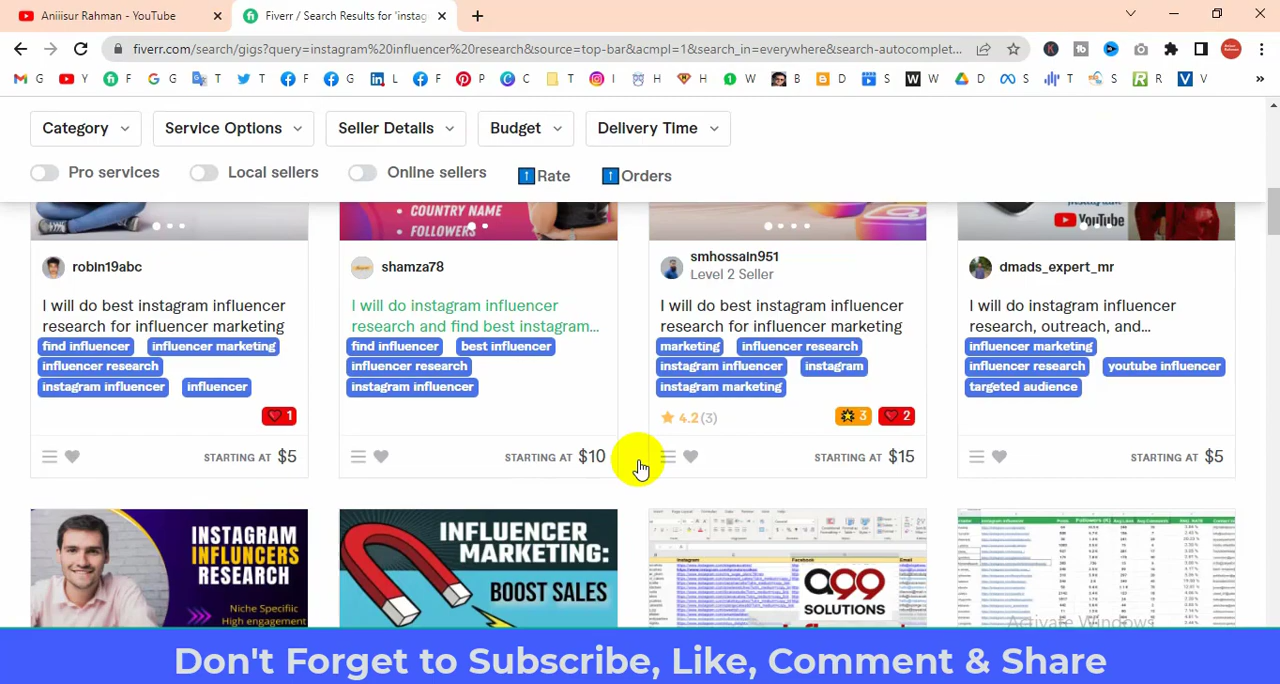 Aniiisur Rahman - YouTube
Fiverr / Search Results for 'instag
fiverr.com/search/gigs?query=instagram%20influencer%20research&source=top-bar&acmpl=1&search_in=everywhere&search-autocomplet...
G Y F G T F G L F P C T I H H W B D S W D M T S R V »
Category Service Options Seller Details Budget Delivery Time
Pro services Local sellers Online sellers ↑Rate ↑Orders
COUNTRY NAME
FOLLOWERS
YouTube
robin19abc
I will do best instagram influencer
research for influencer marketing
find influencer influencer marketing
influencer research
instagram influencer influencer
1
STARTING AT $5
shamza78
I will do instagram influencer
research and find best instagram...
find influencer best influencer
influencer research
instagram influencer
STARTING AT $10
smhossain951
Level 2 Seller
I will do best instagram influencer
research for influencer marketing
marketing influencer research
instagram influencer instagram
instagram marketing
4.2 (3) 3 2
STARTING AT $15
dmads_expert_mr
I will do instagram influencer
research, outreach, and...
influencer marketing
influencer research youtube influencer
targeted audience
STARTING AT $5
INSTAGRAM
INFLUNCERS
RESEARCH
Niche Specifiic
High engagement
INFLUENCER
MARKETING:
BOOST SALES
Instagram Facebook Email
a99
SOLUTIONS
Activate Windows
Don't Forget to Subscribe, Like, Comment & Share